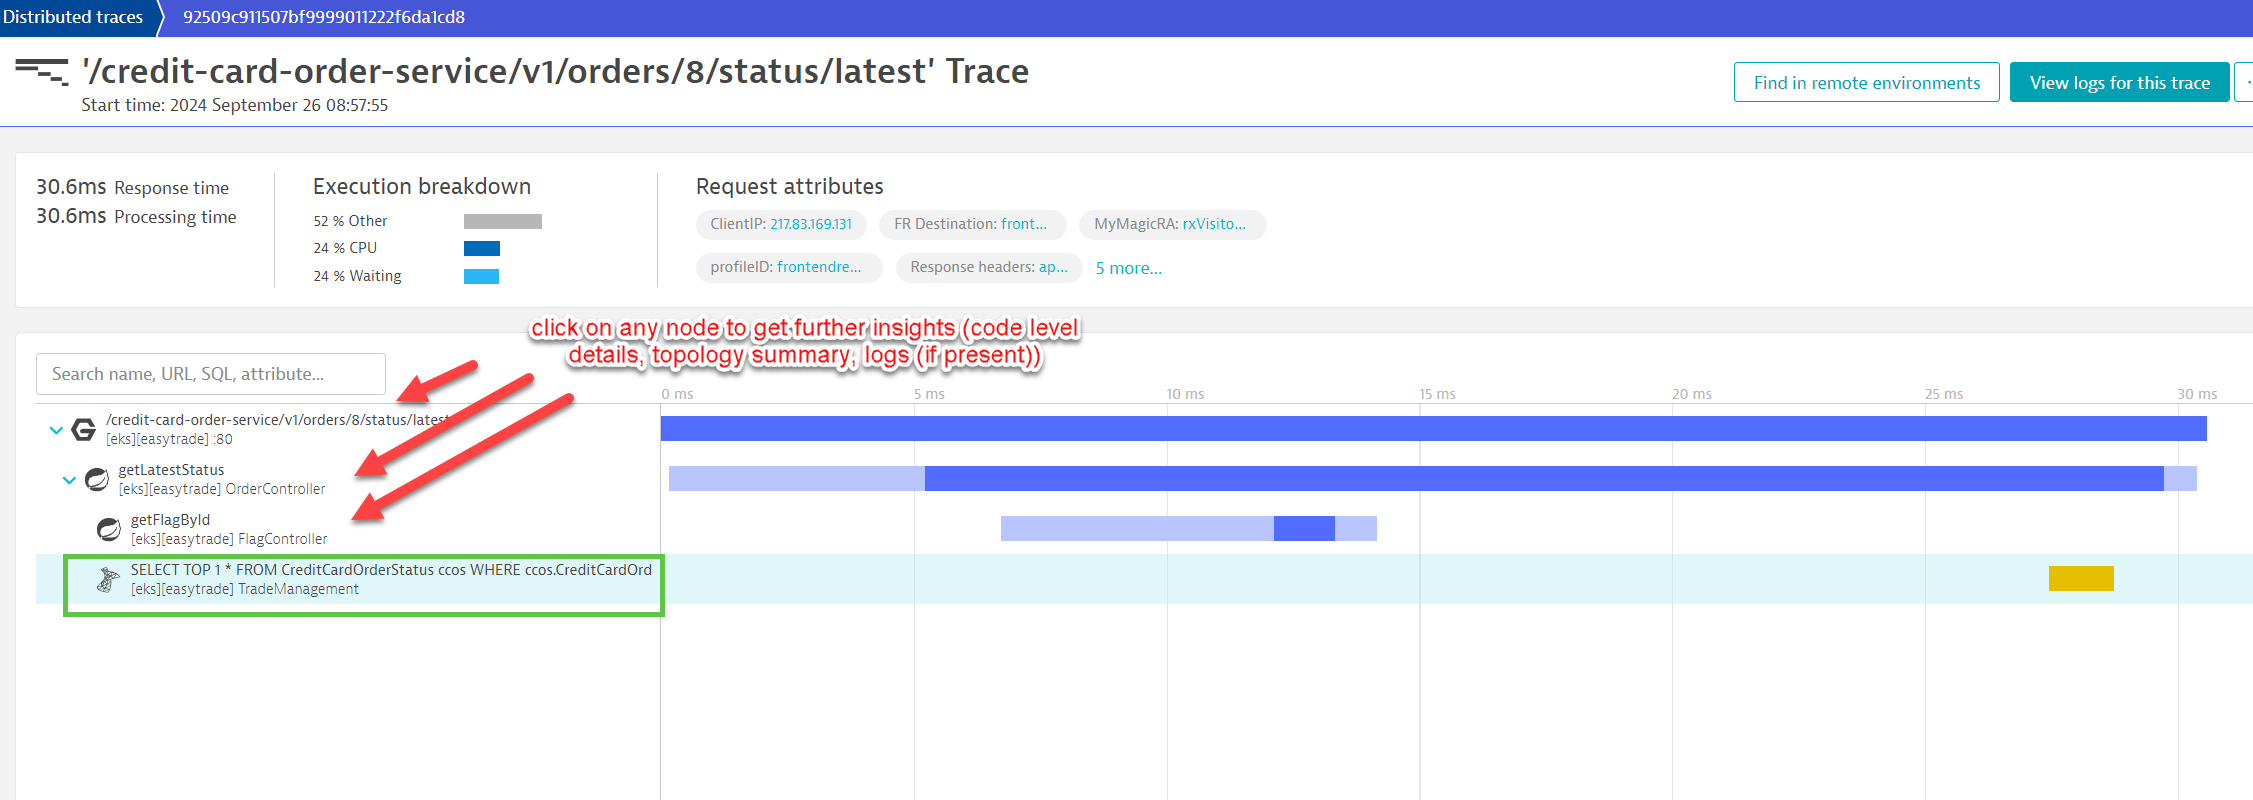 Distributed traces
92509c911507bf9999011222f6da1cd8
'/credit-card-order-service/v1/orders/8/status/latest' Trace
Start time: 2024 September 26 08:57:55
Find in remote environments
View logs for this trace
30.6ms Response time
30.6ms Processing time
Execution breakdown
52 % Other
24 % CPU
24 % Waiting
Request attributes
ClientIP: 217.83.169.131
FR Destination: front...
MyMagicRA: rxVisito...
profileID: frontendre...
Response headers: ap...
5 more...
click on any node to get further insights (code level
details, topology summary, logs (if present))
Search name, URL, SQL, attribute...
0 ms
5 ms
10 ms
15 ms
20 ms
25 ms
30 ms
/credit-card-order-service/v1/orders/8/status/latest
[eks][easytrade] :80
getLatestStatus
[eks][easytrade] OrderController
getFlagById
[eks][easytrade] FlagController
SELECT TOP 1 * FROM CreditCardOrderStatus ccos WHERE ccos.CreditCardOrd
[eks][easytrade] TradeManagement